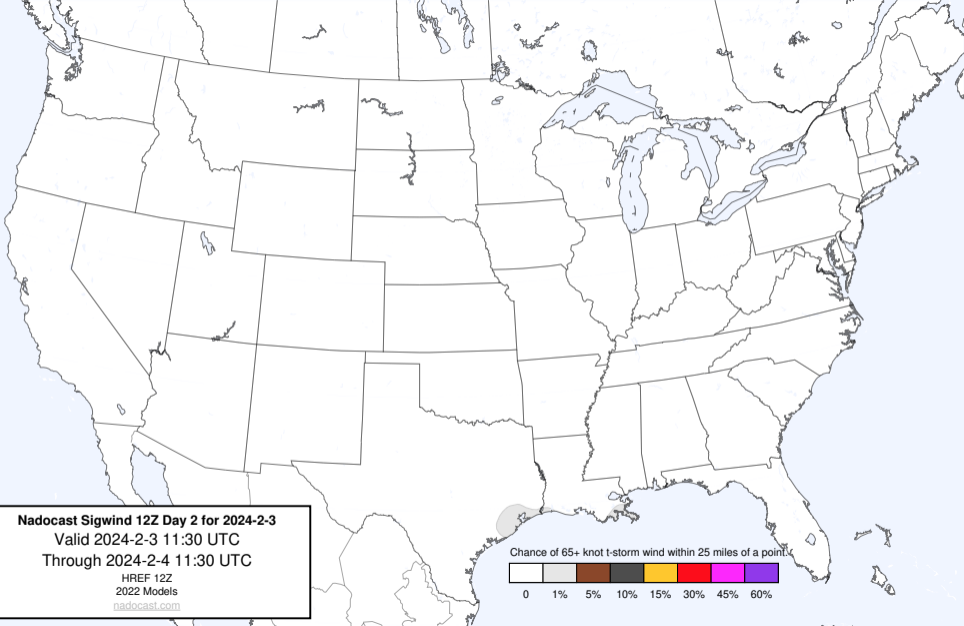 Nadocast Sigwind 12Z Day 2 for 2024-2-3
Valid 2024-2-3 11:30 UTC
Through 2024-2-4 11:30 UTC
HREF 12Z
2022 Models
nadocast.com
Chance of 65+ knot t-storm wind within 25 miles of a point.
0 1% 5% 10% 15% 30% 45% 60%